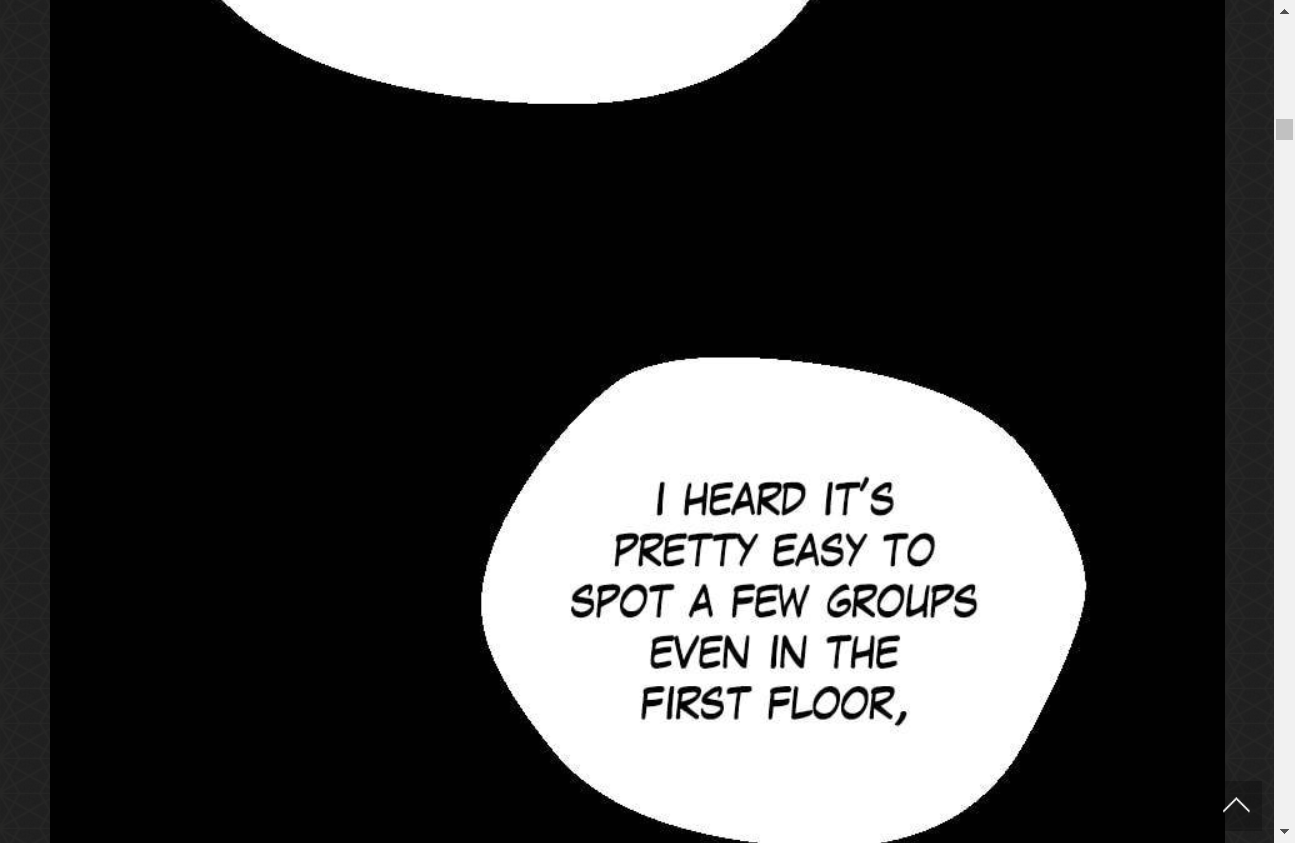 I HEARD IT'S
PRETTY EASY TO
SPOT A FEW GROUPS
EVEN IN THE
FIRST FLOOR,